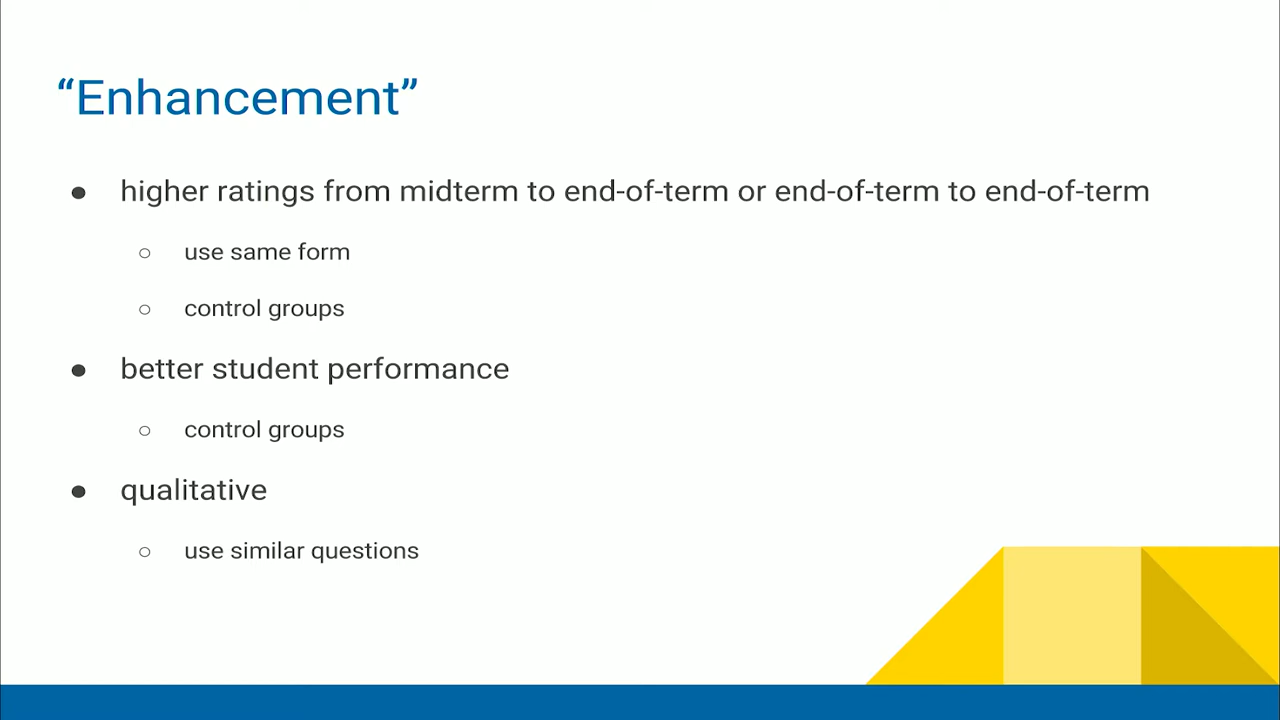 “Enhancement”
● higher ratings from midterm to end-of-term or end-of-term to end-of-term
○ use same form
○ control groups
● better student performance
○ control groups
● qualitative
○ use similar questions